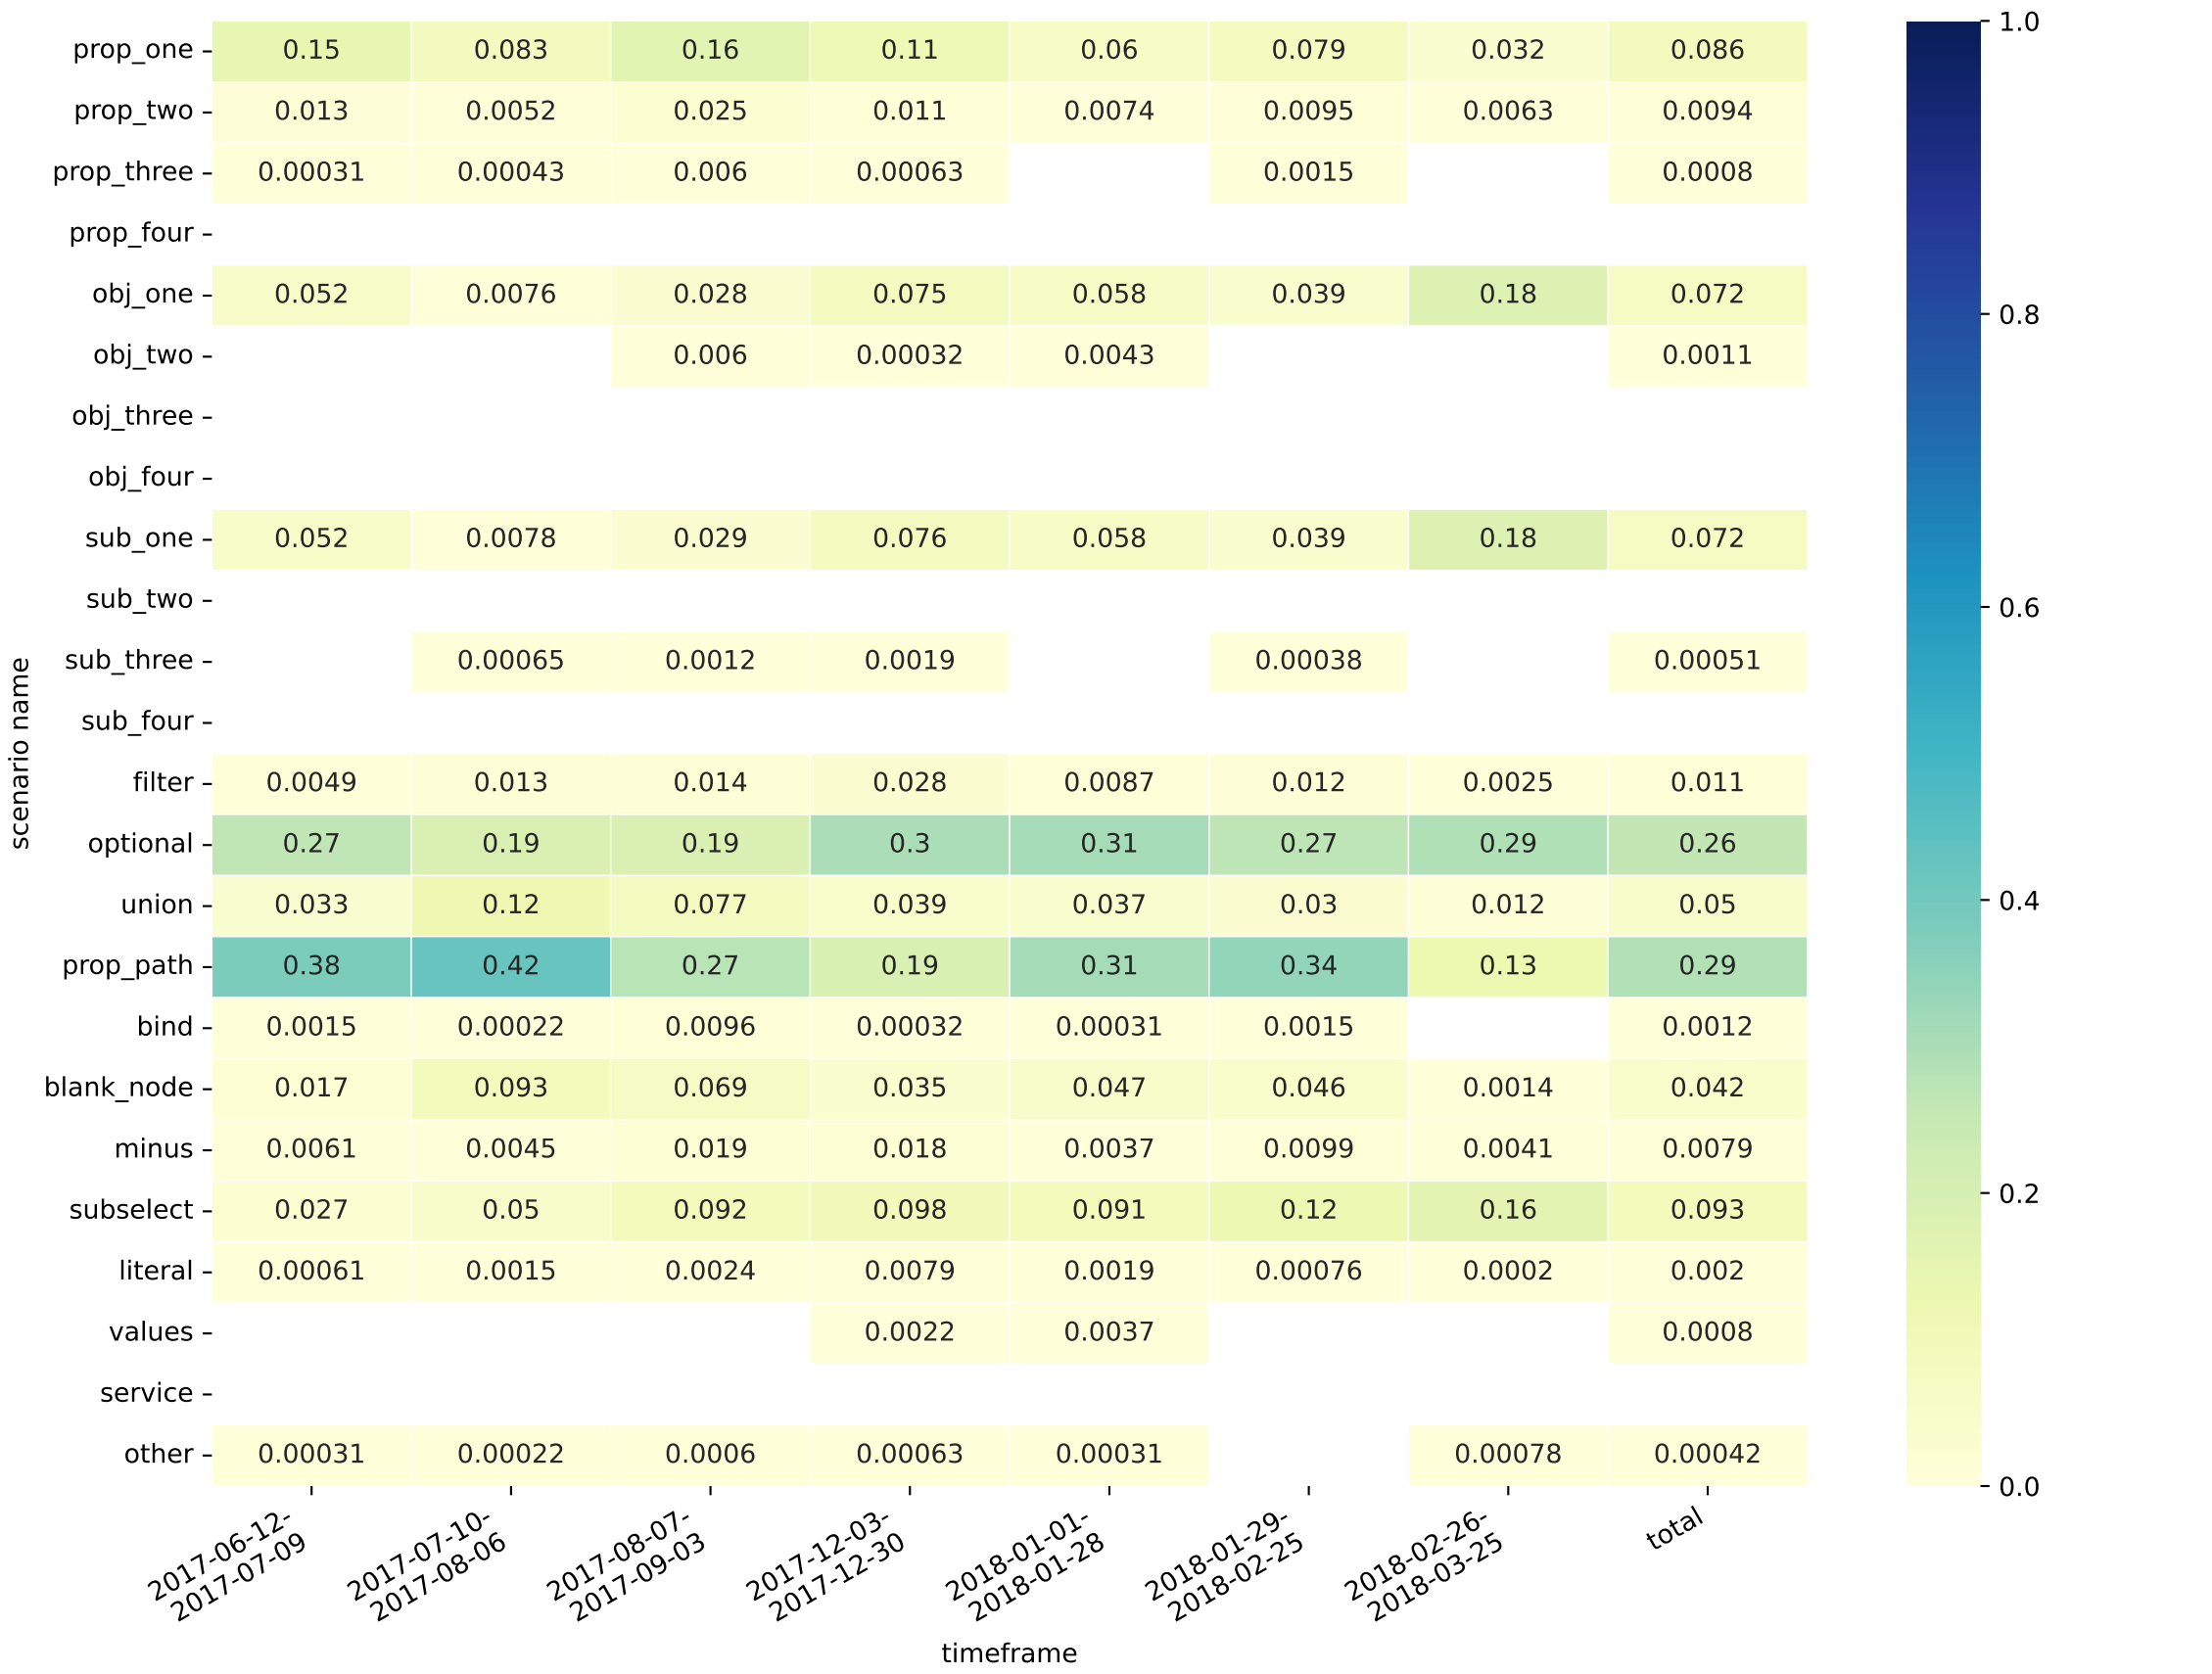 prop_one 0.15 0.083 0.16 0.11 0.06 0.079 0.032 0.086
prop_two 0.013 0.0052 0.025 0.011 0.0074 0.0095 0.0063 0.0094
prop_three 0.00031 0.00043 0.006 0.00063 0.0015 0.0008
prop_four
obj_one 0.052 0.0076 0.028 0.075 0.058 0.039 0.18 0.072
obj_two 0.006 0.00032 0.0043 0.0011
obj_three
obj_four
sub_one 0.052 0.0078 0.029 0.076 0.058 0.039 0.18 0.072
sub_two
sub_three 0.00065 0.0012 0.0019 0.00038 0.00051
sub_four
filter 0.0049 0.013 0.014 0.028 0.0087 0.012 0.0025 0.011
optional 0.27 0.19 0.19 0.3 0.31 0.27 0.29 0.26
union 0.033 0.12 0.077 0.039 0.037 0.03 0.012 0.05
prop_path 0.38 0.42 0.27 0.19 0.31 0.34 0.13 0.29
bind 0.0015 0.00022 0.0096 0.00032 0.00031 0.0015 0.0012
blank_node 0.017 0.093 0.069 0.035 0.047 0.046 0.0014 0.042
minus 0.0061 0.0045 0.019 0.018 0.0037 0.0099 0.0041 0.0079
subselect 0.027 0.05 0.092 0.098 0.091 0.12 0.16 0.093
literal 0.00061 0.0015 0.0024 0.0079 0.0019 0.00076 0.0002 0.002
values 0.0022 0.0037 0.0008
service
other 0.00031 0.00022 0.0006 0.00063 0.00031 0.00078 0.00042
scenario name
2017-06-12-
2017-07-09
2017-07-10-
2017-08-06
2017-08-07-
2017-09-03
2017-12-03-
2017-12-30
2018-01-01-
2018-01-28
2018-01-29-
2018-02-25
2018-02-26-
2018-03-25
total
timeframe
1.0
0.8
0.6
0.4
0.2
0.0